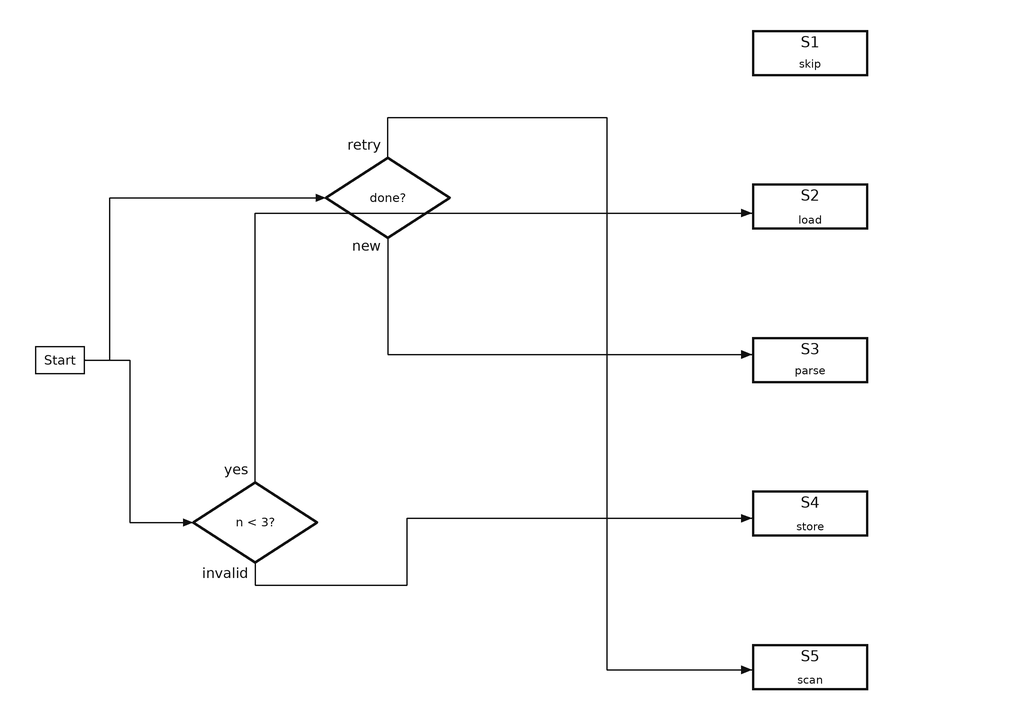 S1
skip
retry
done?
S2
load
new
Start
S3
parse
yes
n < 3?
S4
store
invalid
S5
scan